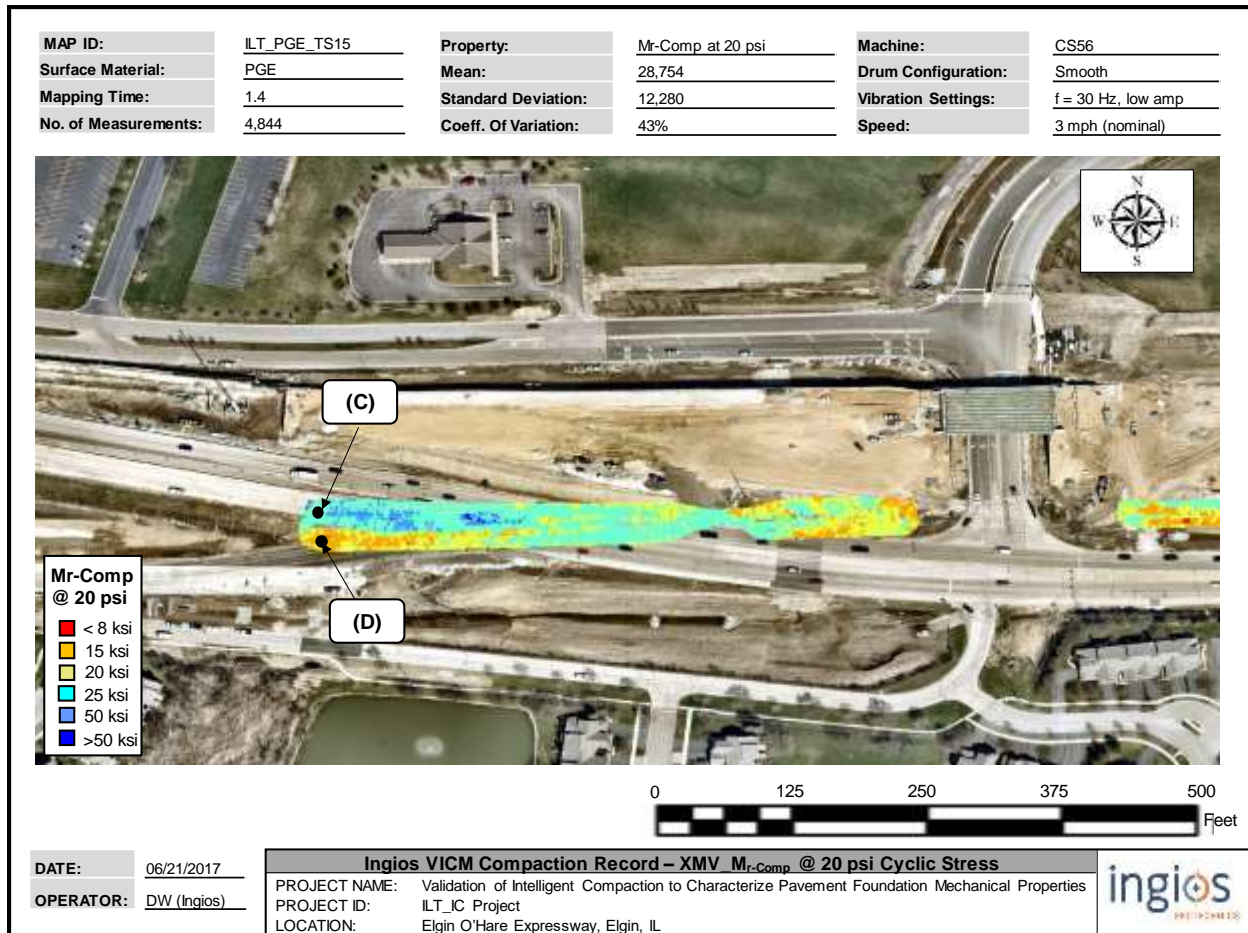 MAP ID: ILT_PGE_TS15 Property: Mr-Comp at 20 psi Machine: CS56
Surface Material: PGE Mean: 28,754 Drum Configuration: Smooth
Mapping Time: 1.4 Standard Deviation: 12,280 Vibration Settings: f = 30 Hz, low amp
No. of Measurements: 4,844 Coeff. Of Variation: 43% Speed: 3 mph (nominal)
N
W E
S
(C)
(D)
Mr-Comp
@ 20 psi
< 8 ksi
15 ksi
20 ksi
25 ksi
50 ksi
>50 ksi
0 125 250 375 500
Feet
DATE: 06/21/2017
OPERATOR: DW (Ingios)
Ingios VICM Compaction Record – XMV_Mr-Comp @ 20 psi Cyclic Stress
PROJECT NAME: Validation of Intelligent Compaction to Characterize Pavement Foundation Mechanical Properties
PROJECT ID: ILT_IC Project
LOCATION: Elgin O'Hare Expressway, Elgin, IL
ingios